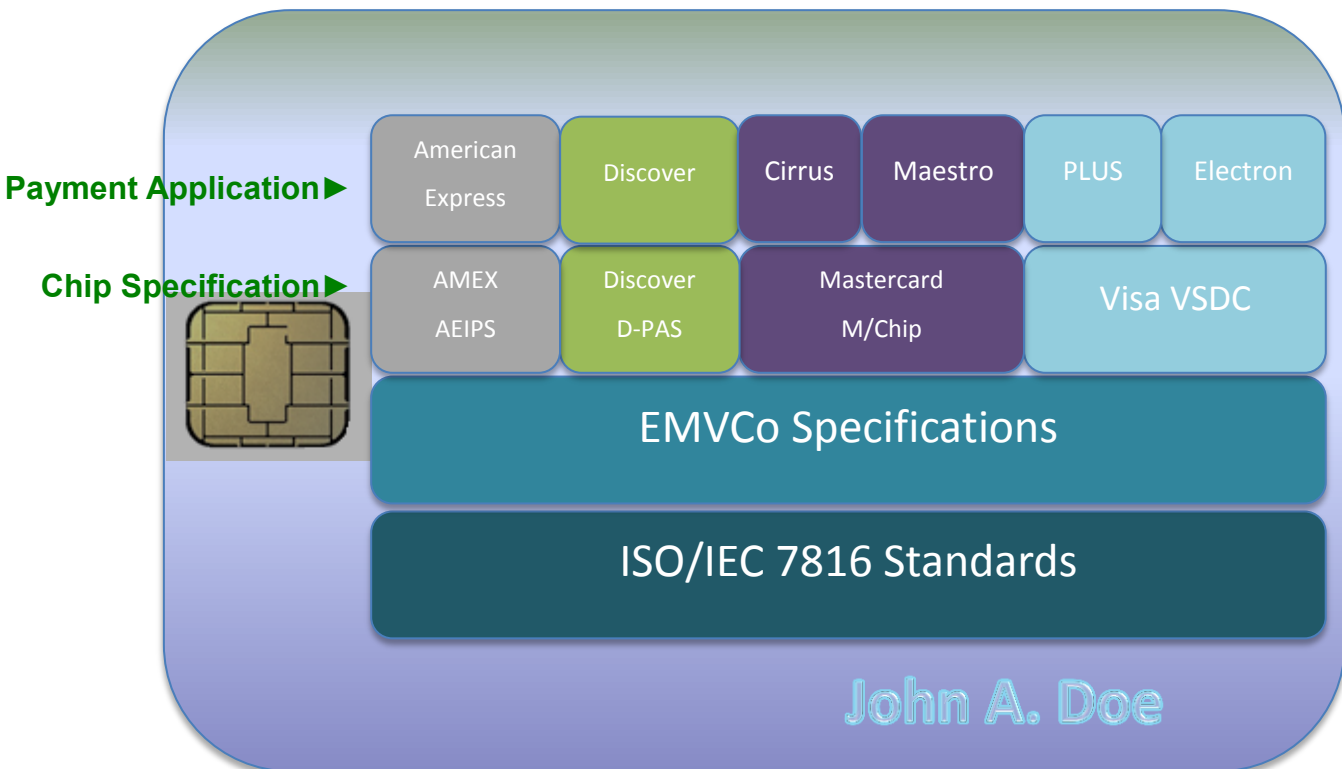 Payment Application►
American
Express
Discover
Cirrus
Maestro
PLUS
Electron
Chip Specification►
AMEX
AEIPS
Discover
D-PAS
Mastercard
M/Chip
Visa VSDC
EMVCo Specifications
ISO/IEC 7816 Standards
John A. Doe